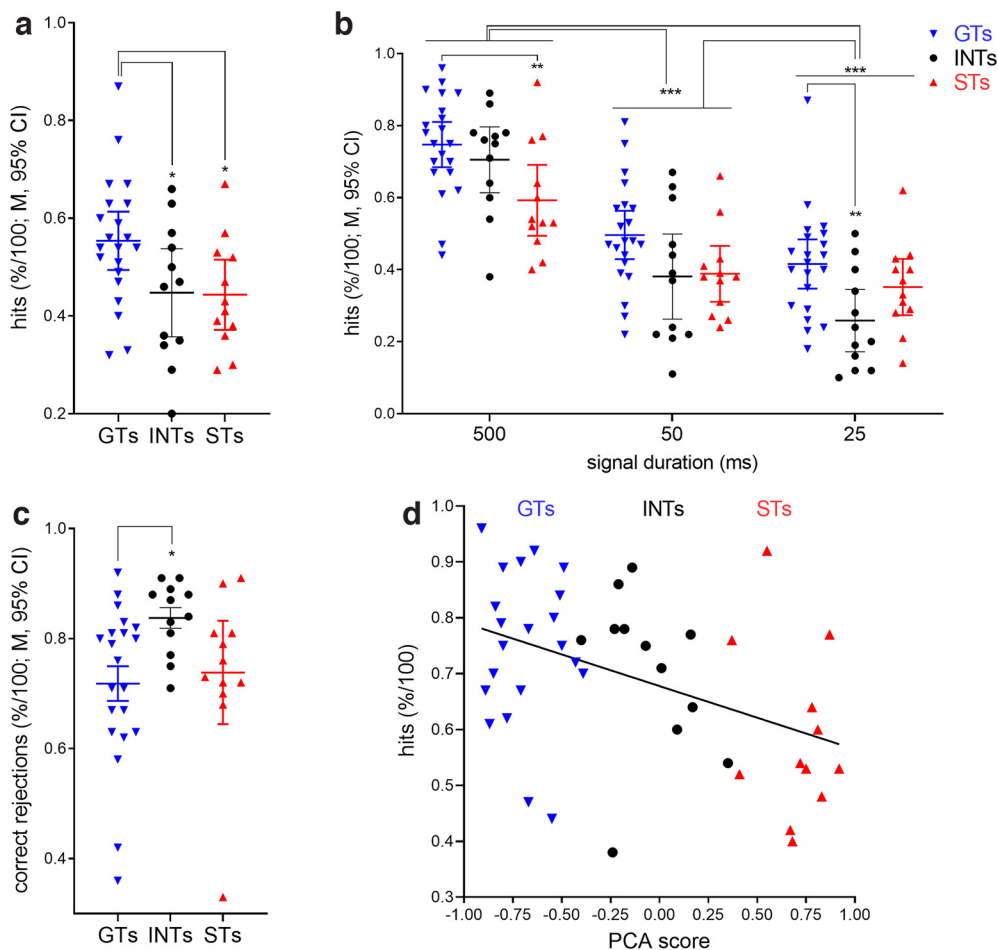 a
hits (%/100; M, 95% CI)
1.0
0.8
0.6
0.4
0.2
*
*
GTs INTs STs
b
hits (%/100; M, 95% CI)
1.0
0.8
0.6
0.4
0.2
0.0
**
***
***
**
GTs
INTs
STs
500 50 25
signal duration (ms)
c
correct rejections (%/100; M, 95% CI)
1.0
0.8
0.6
0.4
*
GTs INTs STs
d
GTs INTs STs
hits (%/100)
1.0
0.9
0.8
0.7
0.6
0.5
0.4
0.3
-1.00 -0.75 -0.50 -0.25 0.00 0.25 0.50 0.75 1.00
PCA score